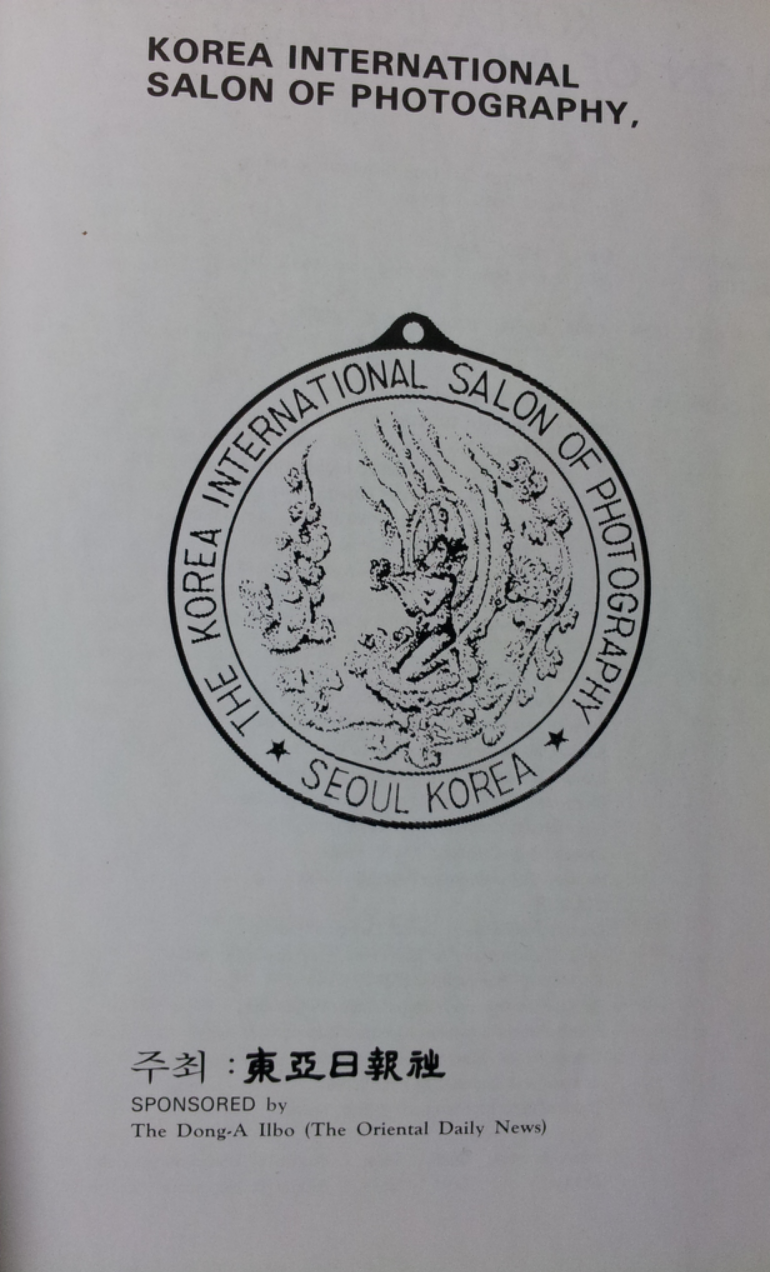 KOREA INTERNATIONAL
SALON OF PHOTOGRAPHY,
THE KOREA INTERNATIONAL SALON OF PHOTOGRAPHY
★ SEOUL KOREA ★
주최 : 東亞日報社
SPONSORED by
The Dong-A Ilbo (The Oriental Daily News)